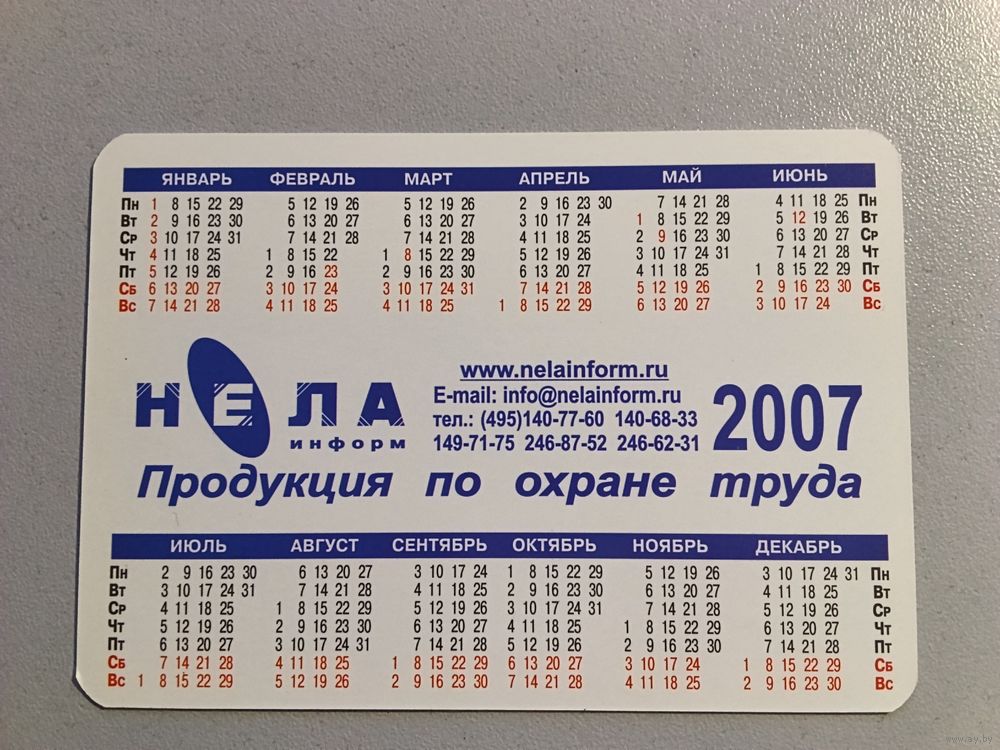 ЯНВАРЬ ФЕВРАЛЬ МАРТ АПРЕЛЬ МАЙ ИЮНЬ
Пн 1 8 15 22 29 5 12 19 26 5 12 19 26 2 9 16 23 30 7 14 21 28 4 11 18 25 Пн
Вт 2 9 16 23 30 6 13 20 27 6 13 20 27 3 10 17 24 1 8 15 22 29 5 12 19 26 Вт
Ср 3 10 17 24 31 7 14 21 28 7 14 21 28 4 11 18 25 2 9 16 23 30 6 13 20 27 Ср
Чт 4 11 18 25 1 8 15 22 1 8 15 22 29 5 12 19 26 3 10 17 24 31 7 14 21 28 Чт
Пт 5 12 19 26 2 9 16 23 2 9 16 23 30 6 13 20 27 4 11 18 25 1 8 15 22 29 Пт
Сб 6 13 20 27 3 10 17 24 3 10 17 24 31 7 14 21 28 5 12 19 26 2 9 16 23 30 Сб
Вс 7 14 21 28 4 11 18 25 4 11 18 25 1 8 15 22 29 6 13 20 27 3 10 17 24 Вс
НЕЛА
информ
www.nelainform.ru
E-mail: info@nelainform.ru
тел.: (495)140-77-60 140-68-33
149-71-75 246-87-52 246-62-31
2007
Продукция по охране труда
ИЮЛЬ АВГУСТ СЕНТЯБРЬ ОКТЯБРЬ НОЯБРЬ ДЕКАБРЬ
Пн 2 9 16 23 30 6 13 20 27 3 10 17 24 1 8 15 22 29 5 12 19 26 3 10 17 24 31 Пн
Вт 3 10 17 24 31 7 14 21 28 4 11 18 25 2 9 16 23 30 6 13 20 27 4 11 18 25 Вт
Ср 4 11 18 25 1 8 15 22 29 5 12 19 26 3 10 17 24 31 7 14 21 28 5 12 19 26 Ср
Чт 5 12 19 26 2 9 16 23 30 6 13 20 27 4 11 18 25 1 8 15 22 29 6 13 20 27 Чт
Пт 6 13 20 27 3 10 17 24 31 7 14 21 28 5 12 19 26 2 9 16 23 30 7 14 21 28 Пт
Сб 7 14 21 28 4 11 18 25 1 8 15 22 29 6 13 20 27 3 10 17 24 1 8 15 22 29 Сб
Вс 1 8 15 22 29 5 12 19 26 2 9 16 23 30 7 14 21 28 4 11 18 25 2 9 16 23 30 Вс
www.ay.by